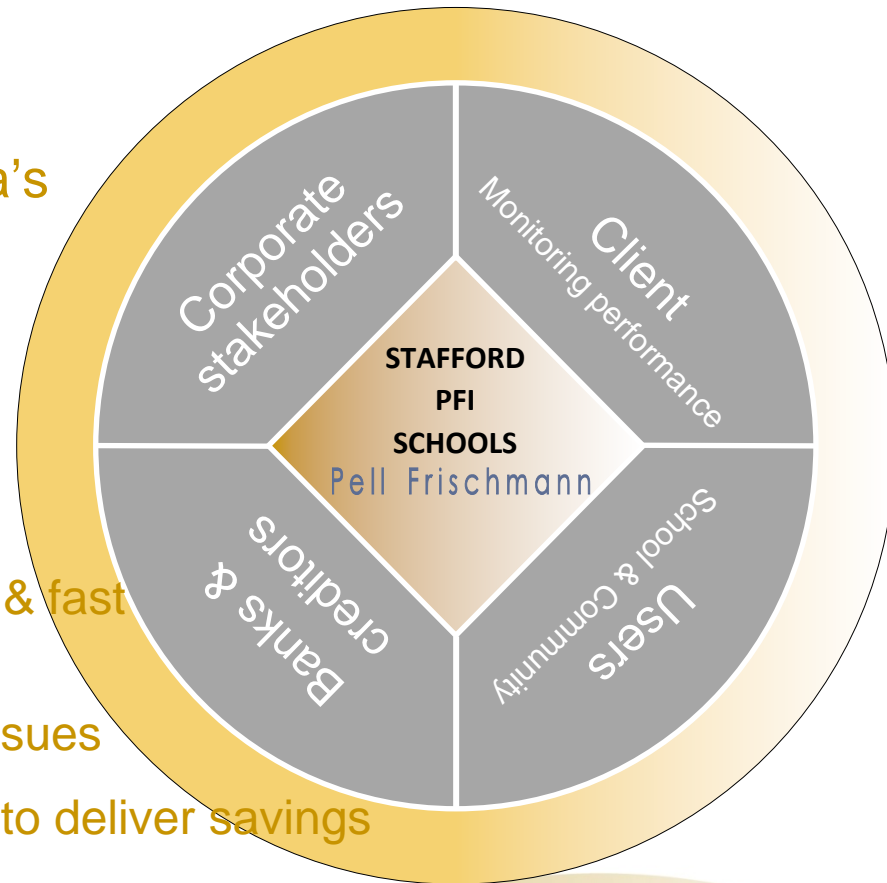 a's
Corporate
stakeholders
Client
Monitoring performance
STAFFORD
PFI
SCHOOLS
Pell Frischmann
Banks &
creditors
School & Community
Users
& fast
sues
to deliver savings